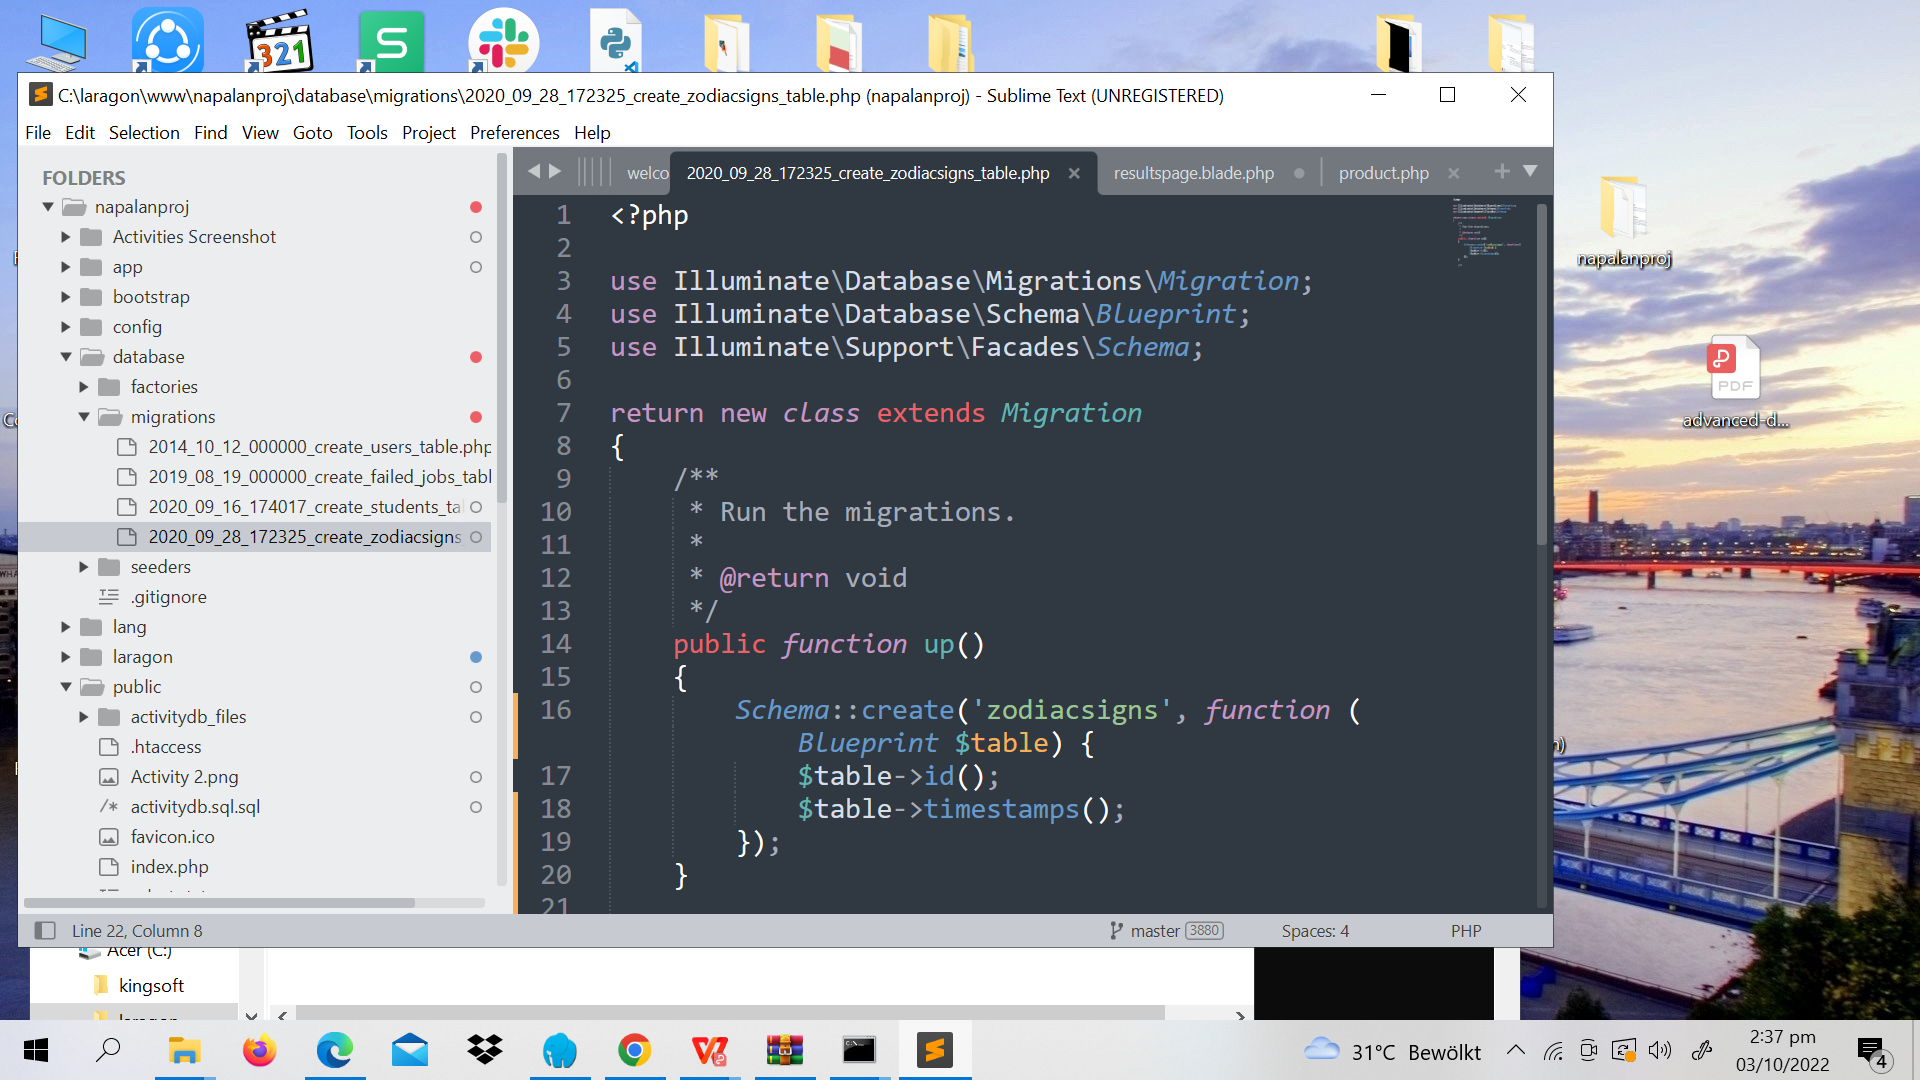 321
S
C:\laragon\www\napalanproj\database\migrations\2020_09_28_172325_create_zodiacsigns_table.php (napalanproj) - Sublime Text (UNREGISTERED)
File Edit Selection Find View Goto Tools Project Preferences Help
FOLDERS
napalanproj
Activities Screenshot
app
bootstrap
config
database
factories
migrations
2014_10_12_000000_create_users_table.php
2019_08_19_000000_create_failed_jobs_tabl
2020_09_16_174017_create_students_ta
2020_09_28_172325_create_zodiacsigns
seeders
.gitignore
lang
laragon
public
activitydb_files
.htaccess
Activity 2.png
activitydb.sql.sql
favicon.ico
index.php
welco 2020_09_28_172325_create_zodiacsigns_table.php resultspage.blade.php product.php
1 <?php
2
3 use Illuminate\Database\Migrations\Migration;
4 use Illuminate\Database\Schema\Blueprint;
5 use Illuminate\Support\Facades\Schema;
6
7 return new class extends Migration
8 {
9 /**
10 * Run the migrations.
11 *
12 * @return void
13 */
14 public function up()
15 {
16 Schema::create('zodiacsigns', function (
Blueprint $table) {
17 $table->id();
18 $table->timestamps();
19 });
20 }
21
Line 22, Column 8 master 3880 Spaces: 4 PHP
napalanproj
PDF
advanced-d...
Acer (C:)
kingsoft
laragon
31°C Bewölkt
2:37 pm
03/10/2022
4